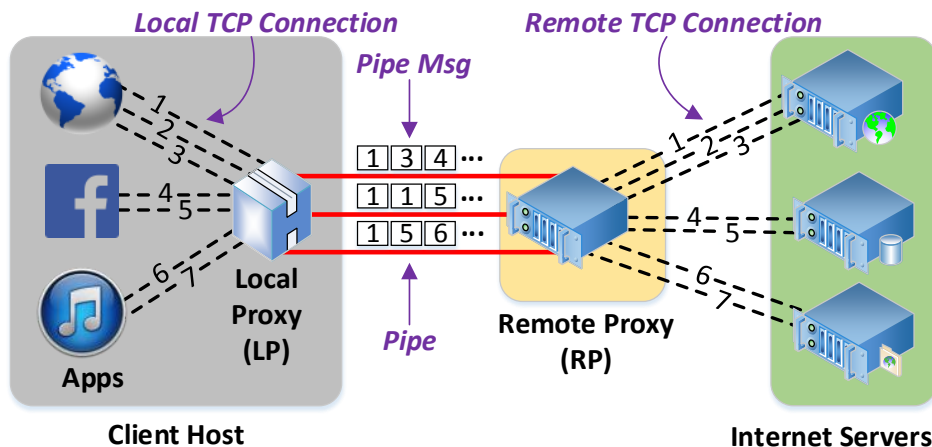 Local TCP Connection
Remote TCP Connection
Pipe Msg
1
2
3
4
5
6
7
f
1 3 4 ...
1 1 5 ...
1 5 6 ...
1
2
3
4
5
6
7
Local
Proxy
(LP)
Pipe
Remote Proxy
(RP)
Apps
Client Host
Internet Servers